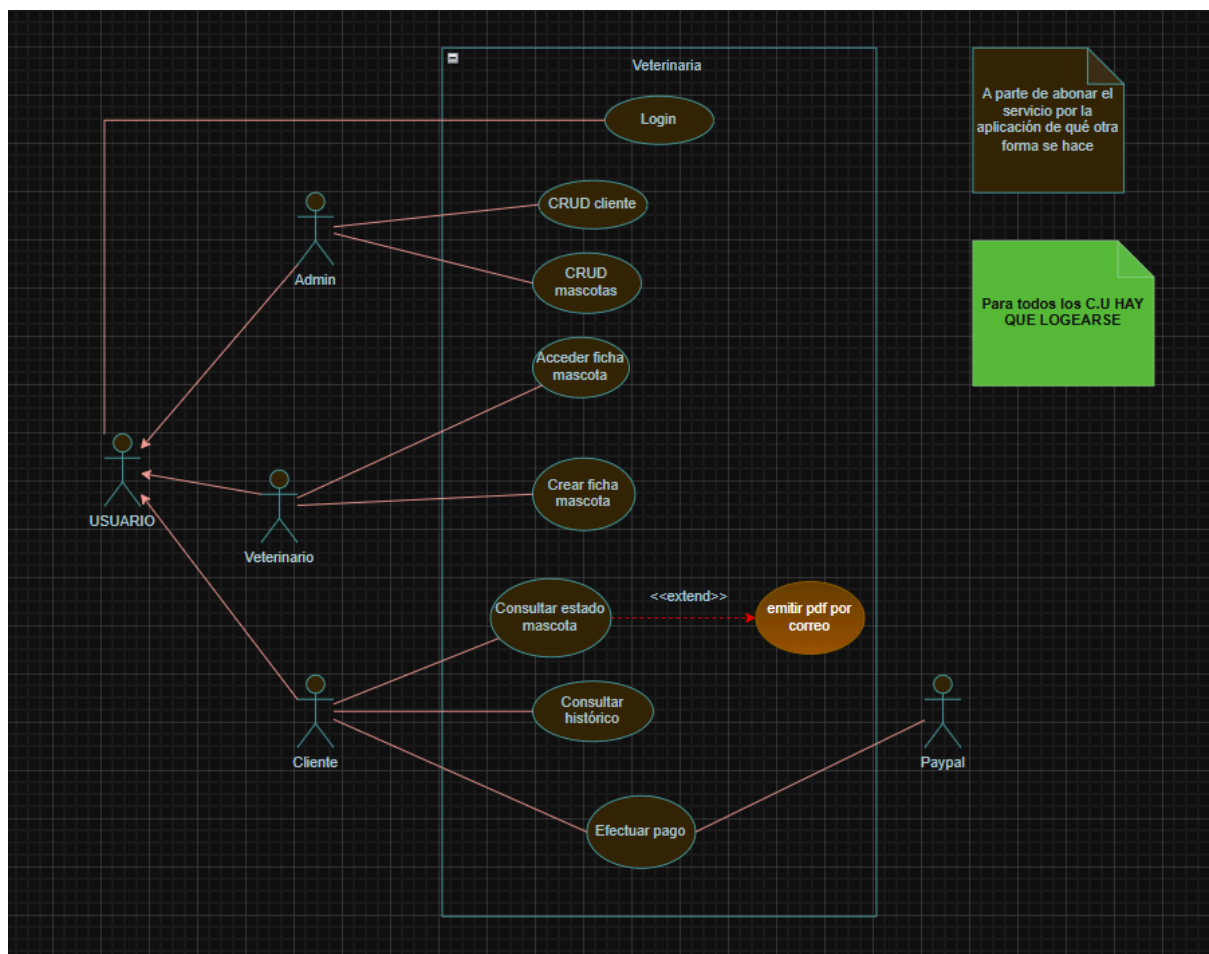 Veterinaria
Login
A parte de abonar el
servicio por la
aplicación de qué otra
forma se hace
CRUD cliente
Admin
CRUD
mascotas
Para todos los C.U HAY
QUE LOGEARSE
Acceder ficha
mascota
USUARIO
Crear ficha
mascota
Veterinario
Consultar estado
mascota
<<extend>>
emitir pdf por
correo
Consultar
histórico
Cliente
Paypal
Efectuar pago